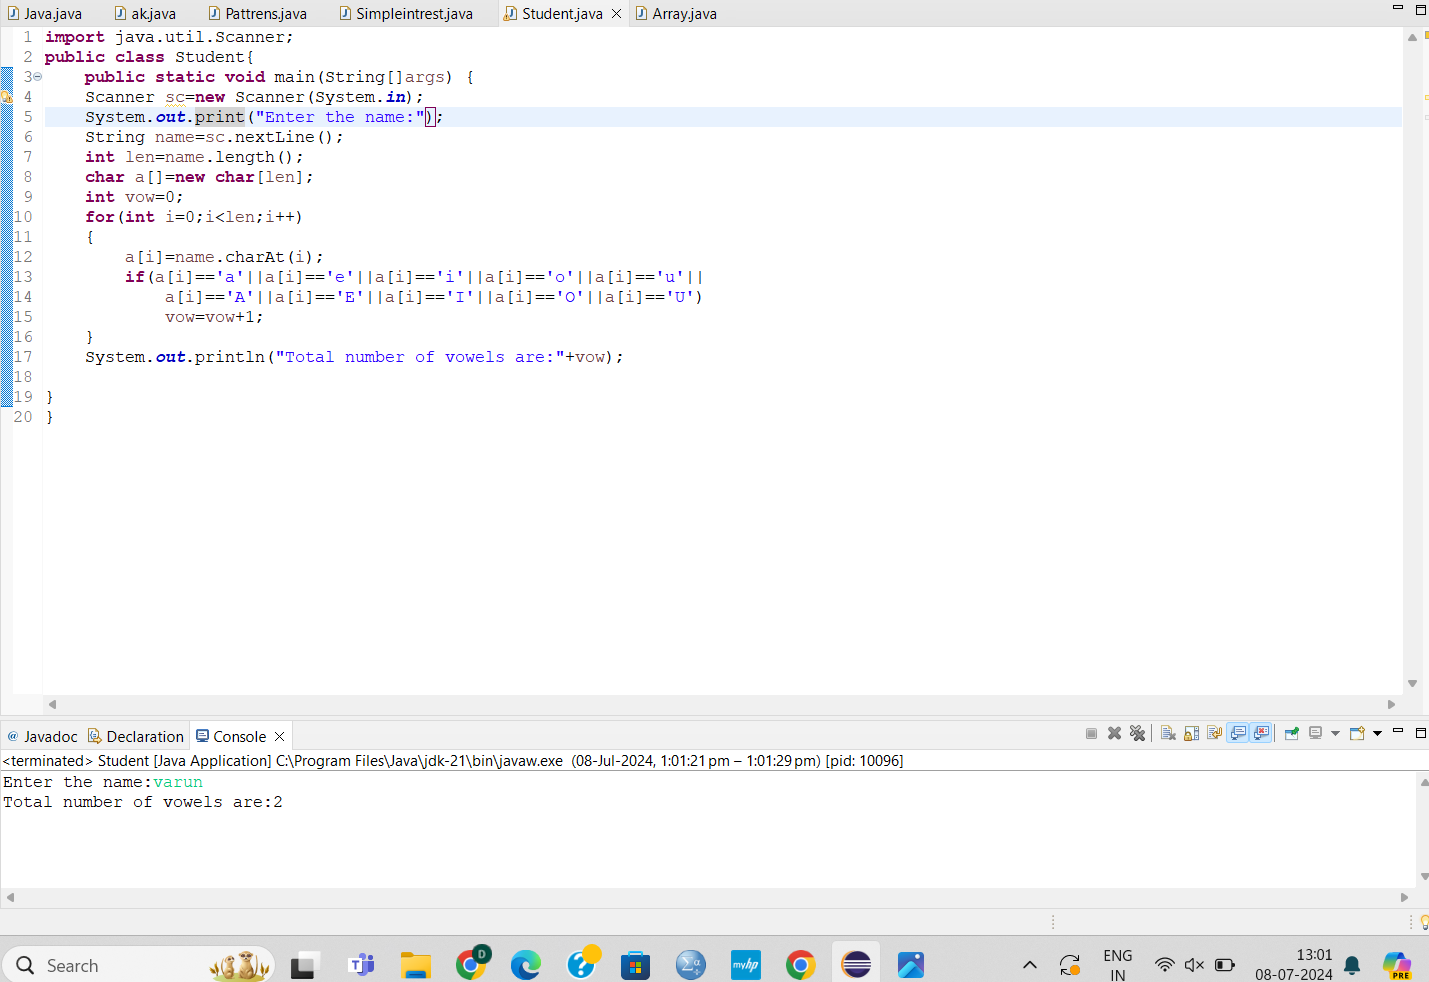 Java.java ak.java Pattrens.java Simpleintrest.java Student.java Array.java
1 import java.util.Scanner;
2 public class Student{
3 public static void main(String[]args) {
4 Scanner sc=new Scanner(System.in);
5 System.out.print("Enter the name:");
6 String name=sc.nextLine();
7 int len=name.length();
8 char a[]=new char[len];
9 int vow=0;
10 for(int i=0;i<len;i++)
11 {
12 a[i]=name.charAt(i);
13 if(a[i]=='a'||a[i]=='e'||a[i]=='i'||a[i]=='o'||a[i]=='u'||
14 a[i]=='A'||a[i]=='E'||a[i]=='I'||a[i]=='O'||a[i]=='U')
15 vow=vow+1;
16 }
17 System.out.println("Total number of vowels are:"+vow);
18
19 }
20 }
@ Javadoc Declaration Console
<terminated> Student [Java Application] C:\Program Files\Java\jdk-21\bin\javaw.exe (08-Jul-2024, 1:01:21 pm – 1:01:29 pm) [pid: 10096]
Enter the name:varun
Total number of vowels are:2
Search D myhp ENG 13:01
IN 08-07-2024 PRE